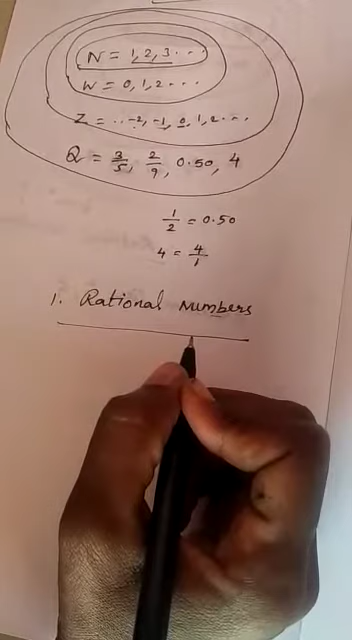 N = 1, 2, 3 ...
W = 0, 1, 2 ...
Z = .. -2, -1, 0, 1, 2 ...
Q = 3/5, 2/9, 0.50, 4
1/2 = 0.50
4 = 4/1
1. Rational Numbers